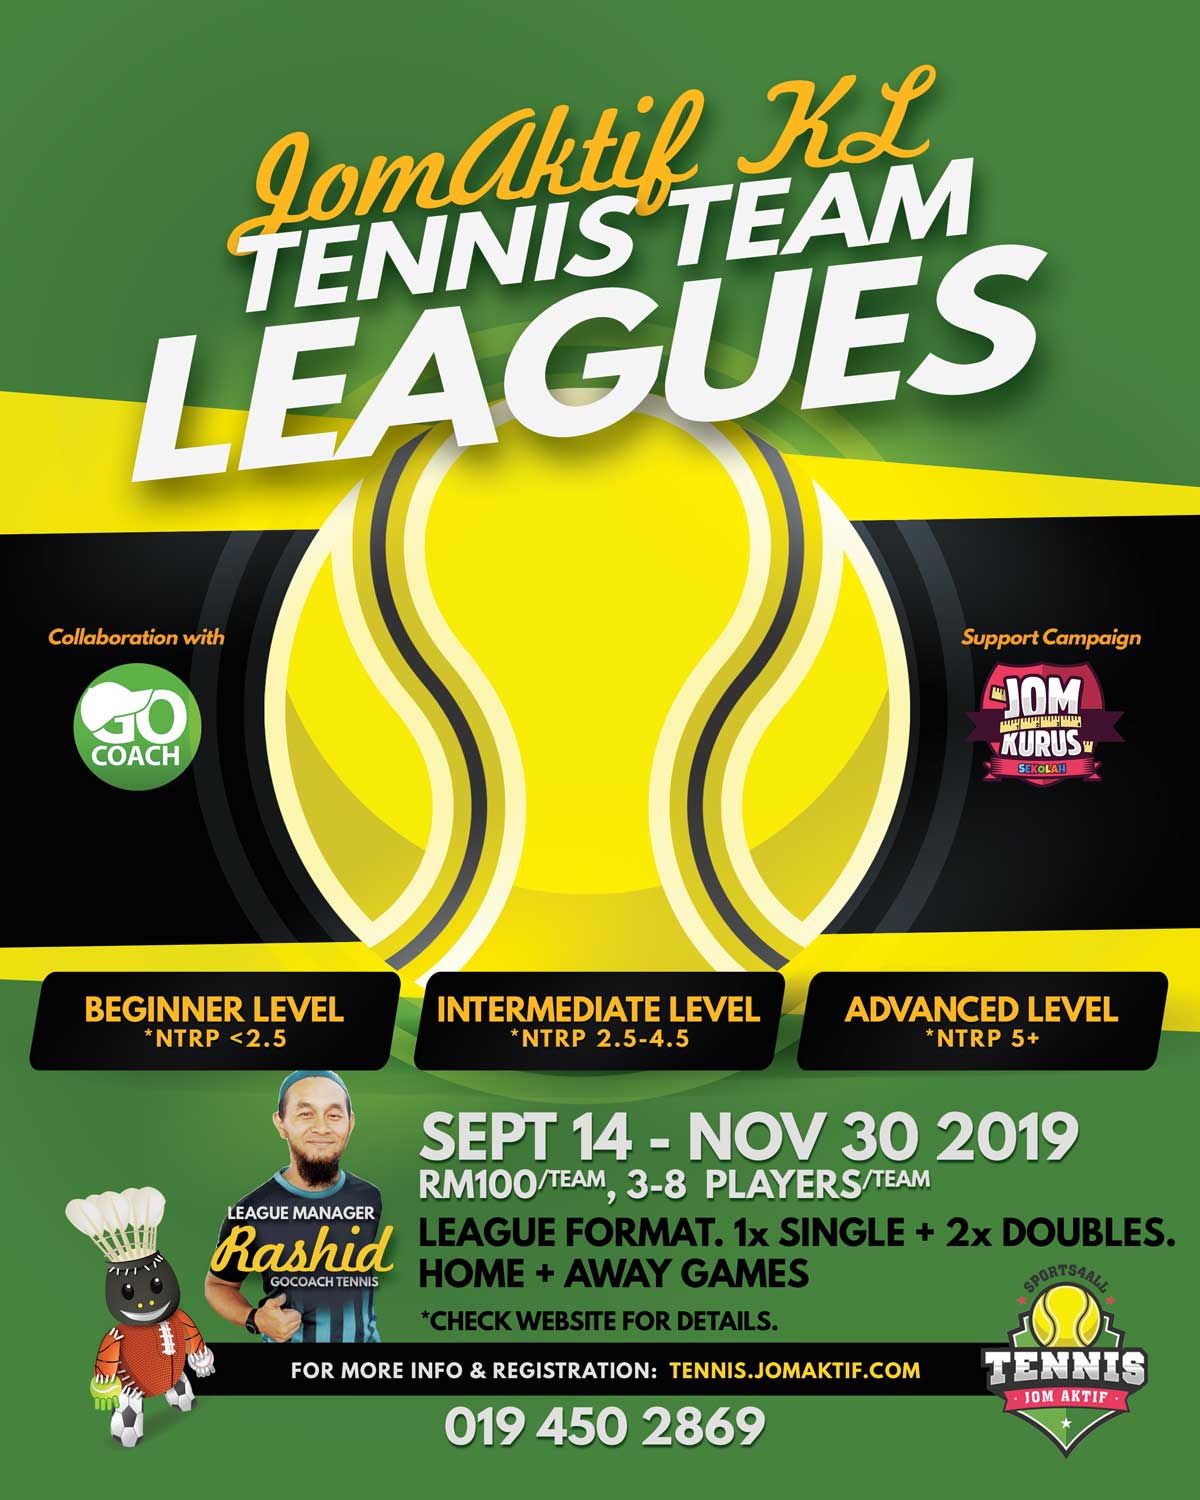 JomAktif KL
TENNIS TEAM
LEAGUES
Collaboration with
GO
COACH
Support Campaign
JOM
KURUS
SEKOLAH
BEGINNER LEVEL
*NTRP <2.5
INTERMEDIATE LEVEL
*NTRP 2.5-4.5
ADVANCED LEVEL
*NTRP 5+
SEPT 14 - NOV 30 2019
RM100/TEAM, 3-8 PLAYERS/TEAM
LEAGUE MANAGER
Rashid
GOCOACH TENNIS
LEAGUE FORMAT. 1x SINGLE + 2x DOUBLES.
HOME + AWAY GAMES
*CHECK WEBSITE FOR DETAILS.
FOR MORE INFO & REGISTRATION: TENNIS.JOMAKTIF.COM
019 450 2869
SPORTS4ALL
TENNIS
JOM AKTIF